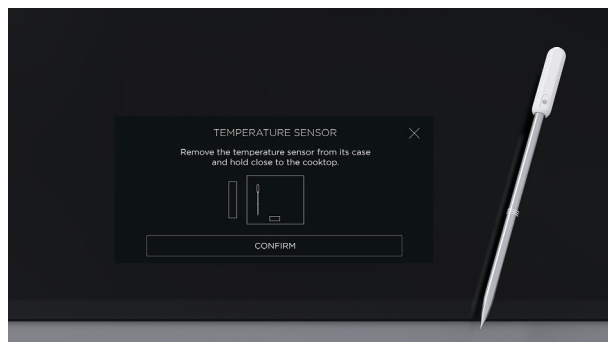 TEMPERATURE SENSOR
Remove the temperature sensor from its case
and hold close to the cooktop.
CONFIRM